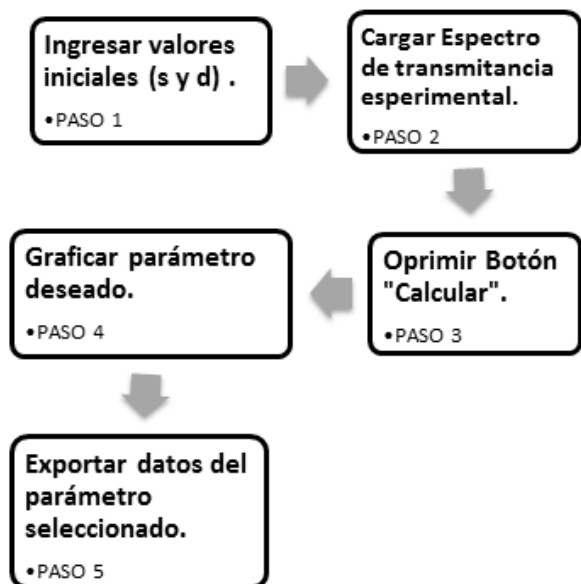 Ingresar valores
iniciales (s y d) .
•PASO 1
Cargar Espectro
de transmitancia
esperimental.
•PASO 2
Oprimir Botón
"Calcular".
•PASO 3
Graficar parámetro
deseado.
•PASO 4
Exportar datos del
parámetro
seleccionado.
•PASO 5